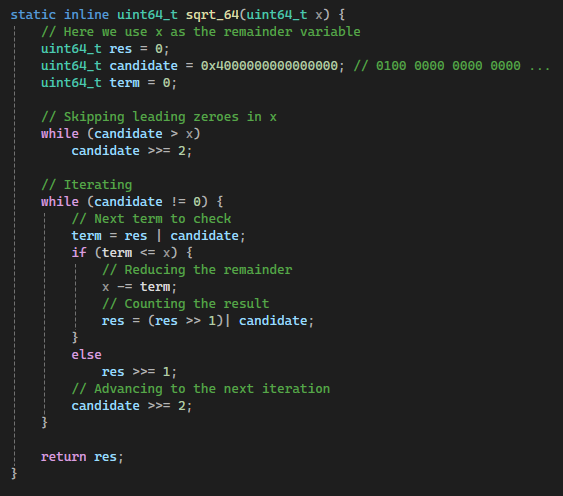 static inline uint64_t sqrt_64(uint64_t x) {
    // Here we use x as the remainder variable
    uint64_t res = 0;
    uint64_t candidate = 0x4000000000000000; // 0100 0000 0000 0000 ...
    uint64_t term = 0;

    // Skipping leading zeroes in x
    while (candidate > x)
        candidate >>= 2;

    // Iterating
    while (candidate != 0) {
        // Next term to check
        term = res | candidate;
        if (term <= x) {
            // Reducing the remainder
            x -= term;
            // Counting the result
            res = (res >> 1)| candidate;
        }
        else
            res >>= 1;
        // Advancing to the next iteration
        candidate >>= 2;
    }

    return res;
}